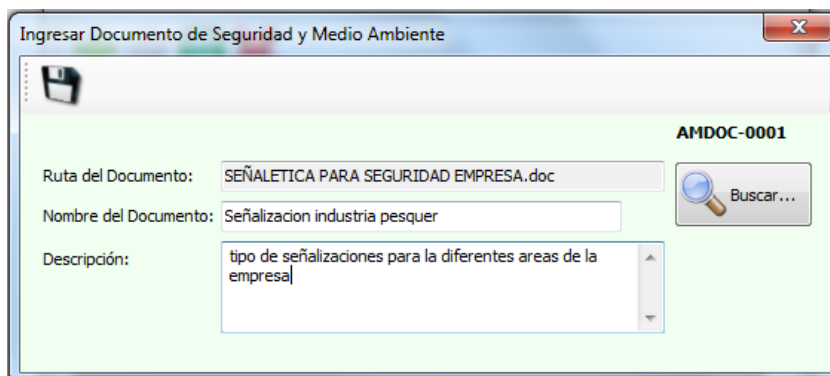 Ingresar Documento de Seguridad y Medio Ambiente
AMDOC-0001
Ruta del Documento: SEÑALETICA PARA SEGURIDAD EMPRESA.doc
Buscar...
Nombre del Documento: Señalizacion industria pesquer
Descripción: tipo de señalizaciones para la diferentes areas de la
empresa